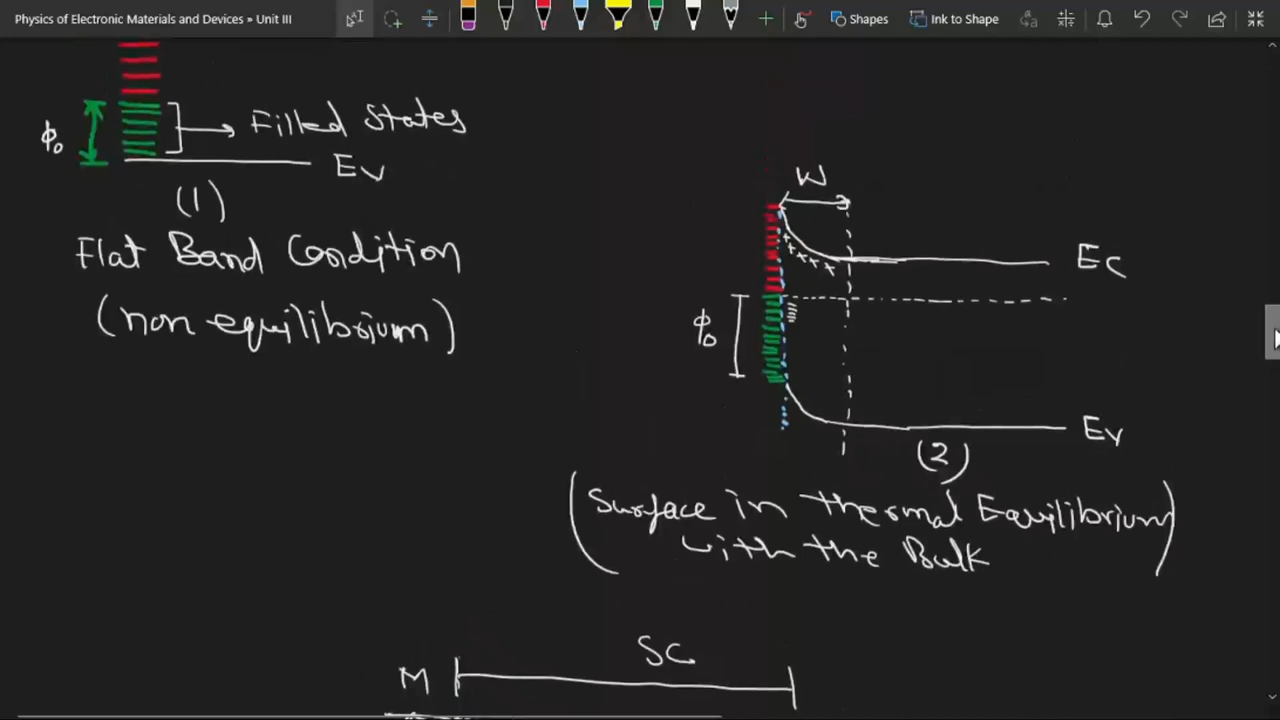 Physics of Electronic Materials and Devices » Unit III
Shapes
Ink to Shape
ϕ₀
Filled States
Ev
(1)
Flat Band Condition
(non equilibrium)
W
Ec
ϕ₀
Ev
(2)
(Surface in thermal Equilibrium
with the Bulk)
SC
M